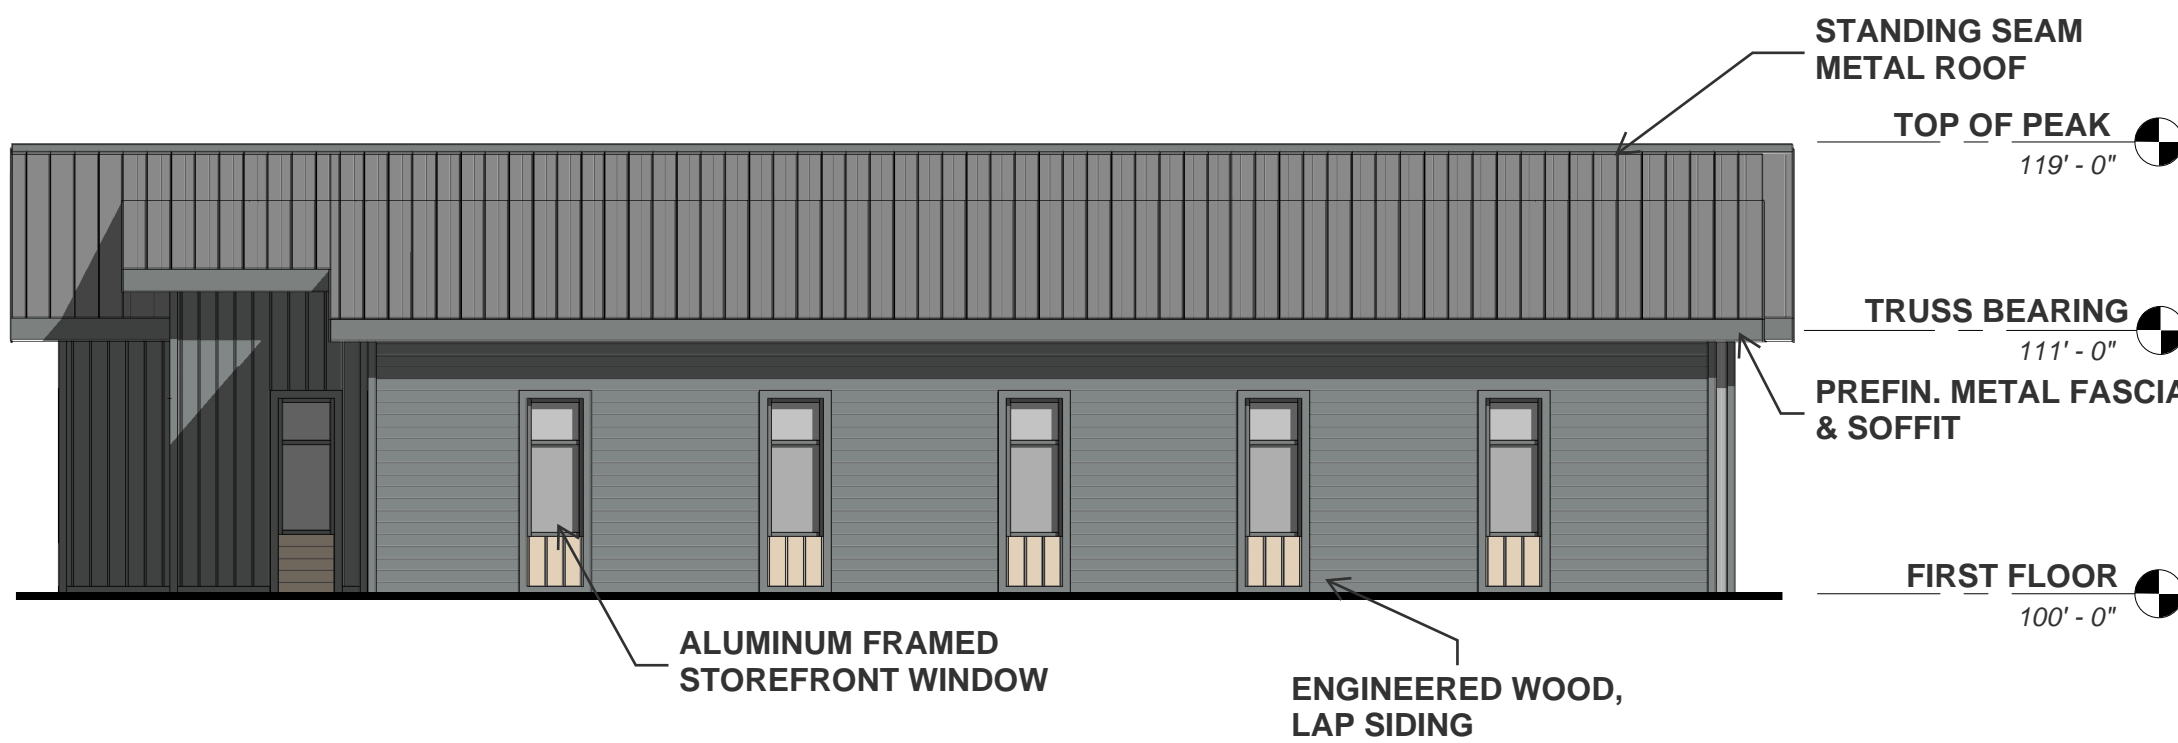 STANDING SEAM
METAL ROOF
TOP OF PEAK
119' - 0"
TRUSS BEARING
111' - 0"
PREFIN. METAL FASCIA
& SOFFIT
FIRST FLOOR
100' - 0"
ALUMINUM FRAMED
STOREFRONT WINDOW
ENGINEERED WOOD,
LAP SIDING